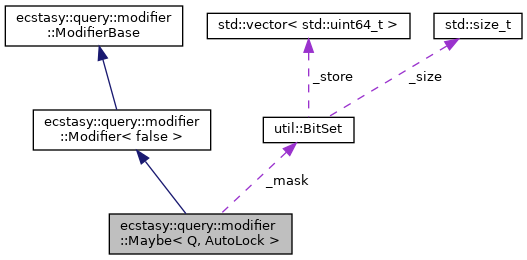 ecstasy::query::modifier
::ModifierBase
std::vector< std::uint64_t >
std::size_t
_store
_size
ecstasy::query::modifier
::Modifier< false >
util::BitSet
_mask
ecstasy::query::modifier
::Maybe< Q, AutoLock >